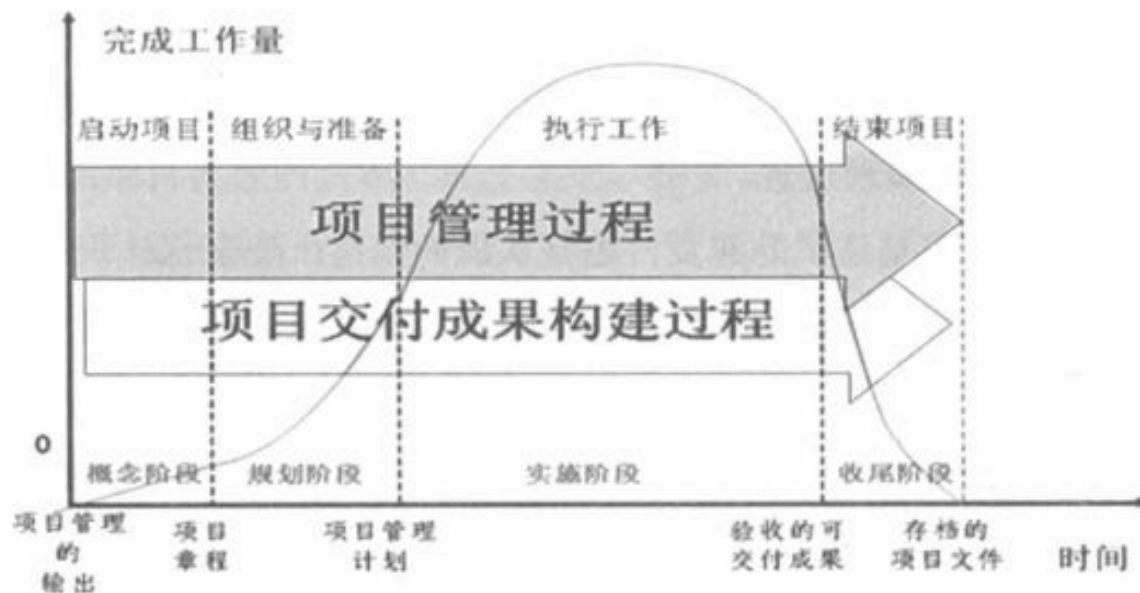 完成工作量
启动项目 组织与准备 执行工作 结束项目
项目管理过程
项目交付成果构建过程
0
概念阶段 规划阶段 实施阶段 收尾阶段
项目管理 项目 项目管理 验收的可 存档的
的 章程 计划 交付成果 项目文件 时间
输出